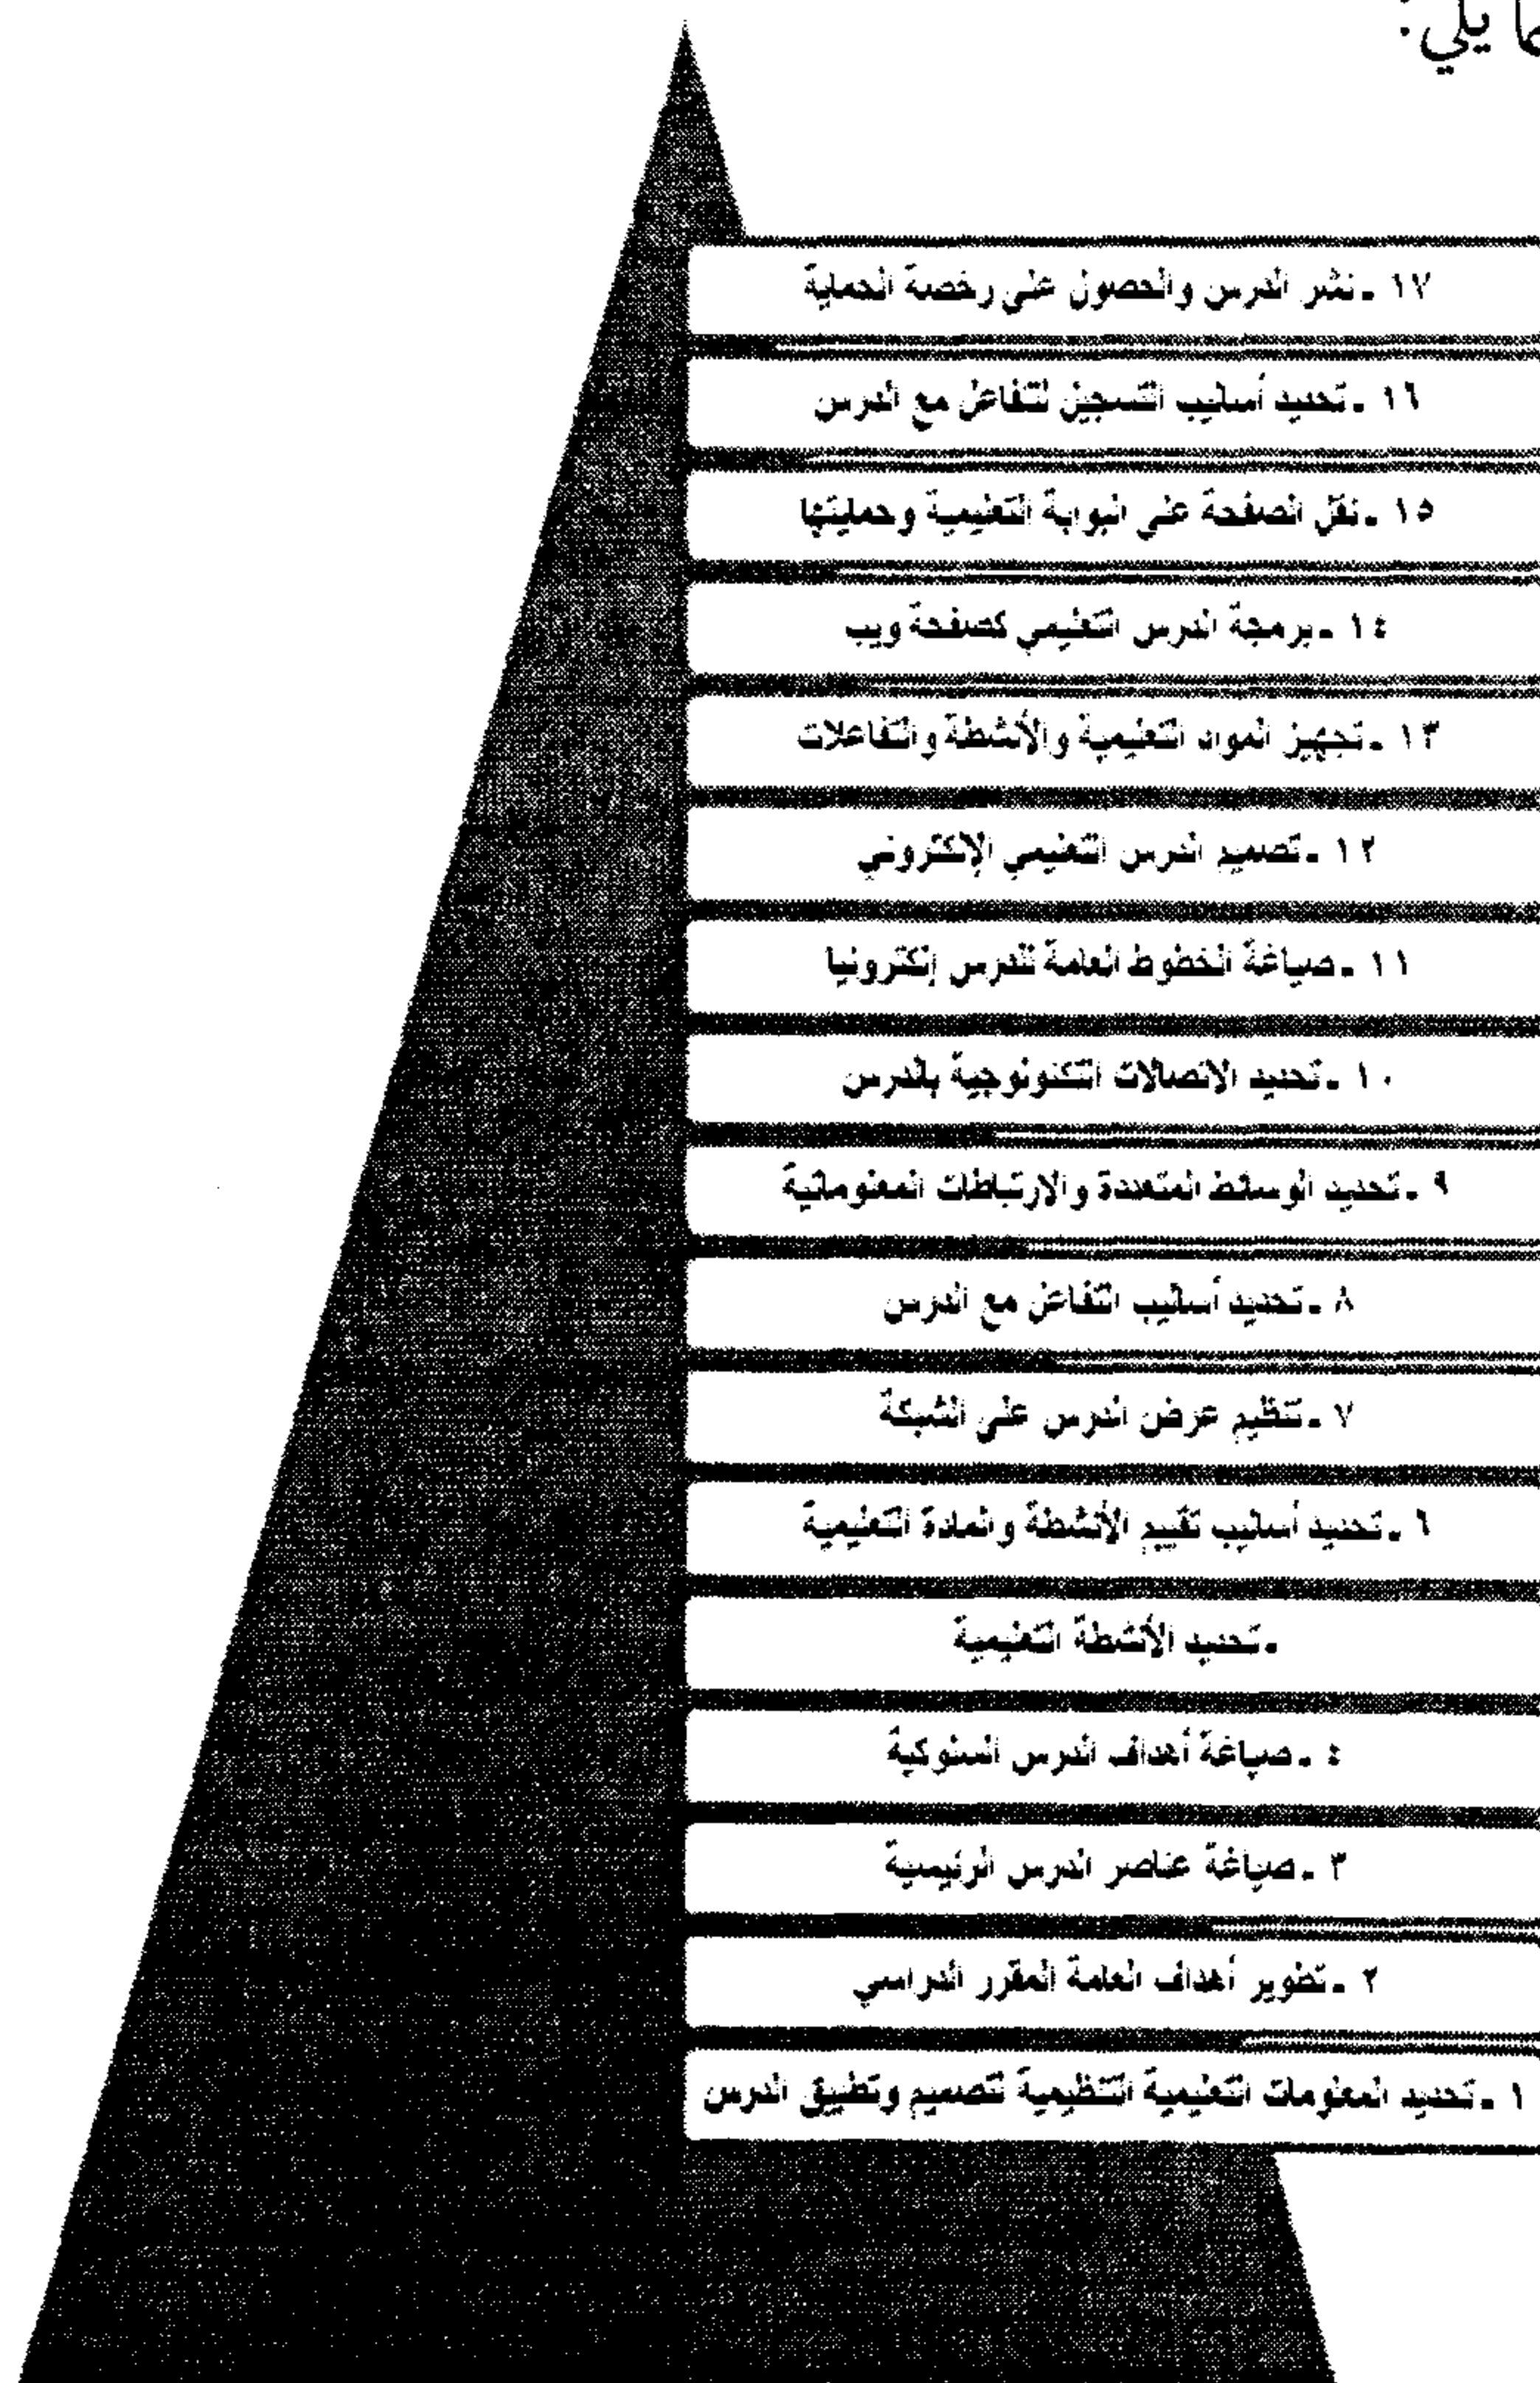 يلي:
١٧ - نشر الدرس والحصول على رخصة الحماية
١٦ - تحديد أساليب التسجيل للتفاعل مع الدرس
١٥ - نقل الصفحة على البوابة التعليمية وحمايتها
١٤ - برمجة الدرس التعليمي كصفحة ويب
١٣ - تجهيز المواد التعليمية والأنشطة والتفاعلات
١٢ - تصميم الدرس التعليمي الإلكتروني
١١ - صياغة الخطوط العامة للدرس إلكترونيا
١٠ - تحديد الاتصالات التكنولوجية بالدرس
٩ - تحديد الوسائط المتعددة والارتباطات المعلوماتية
٨ - تحديد أساليب التفاعل مع الدرس
٧ - تنظيم عرض الدرس على الشبكة
٦ - تحديد أساليب تقييم الأنشطة والمادة التعليمية
- تحديد الأنشطة التعليمية
٤ - صياغة أهداف الدرس السلوكية
٣ - صياغة عناصر الدرس الرئيسية
٢ - تطوير أهداف العامة المقرر الدراسي
١ - تحديد المعلومات التعليمية التنظيمية لتصميم وتطبيق الدرس